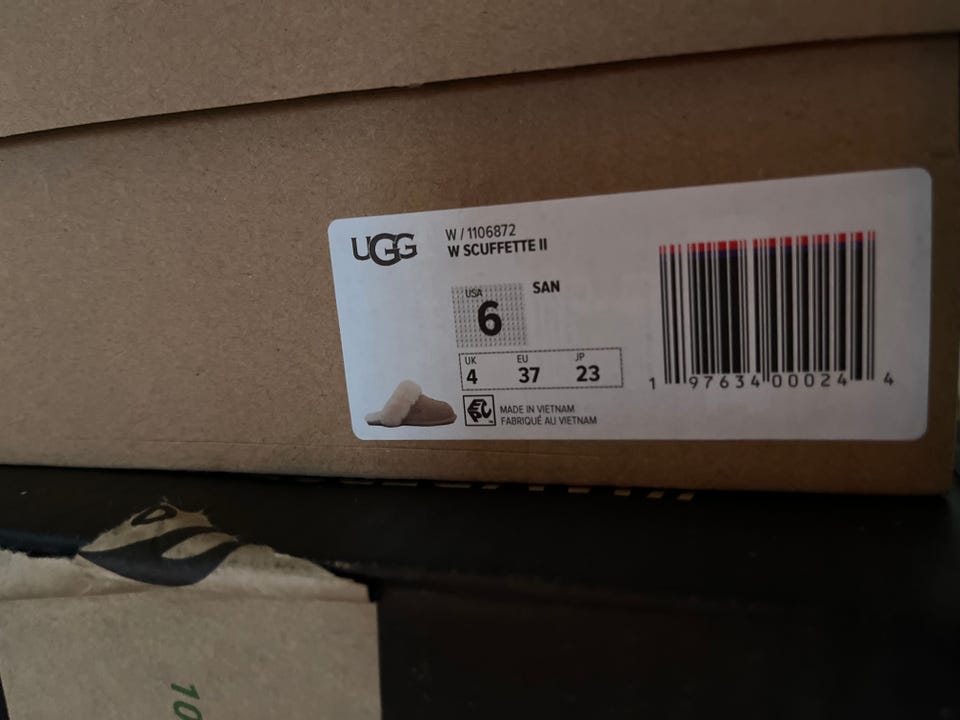 UGG
W / 1106872
W SCUFFETTE II
USA
6
SAN
UK EU JP
4 37 23
MADE IN VIETNAM
FABRIQUÉ AU VIETNAM
1 97634 00024 4
10